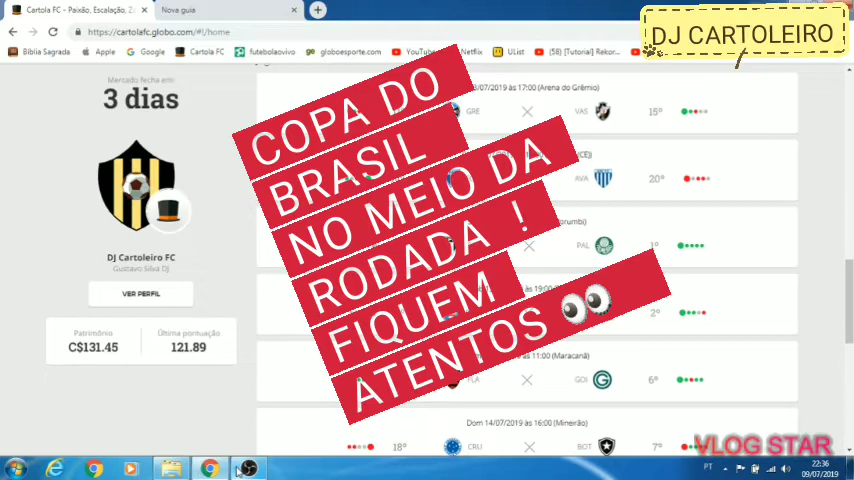 Cartola FC - Paixão, Escalação, Z
Nova guia
https://cartolafc.globo.com/#!/home
DJ CARTOLEIRO
Bíblia Sagrada
Apple
Google
Cartola FC
futebolaovivo
globoesporte.com
YouTube
Netflix
UList
(58) [Tutorial] Rekor...
Mercado fecha em:
3 dias
DJ Cartoleiro FC
Gustavo Silva DJ
VER PERFIL
Patrimônio
C$131.45
Última pontuação
121.89
COPA DO
BRASIL
NO MEIO DA
RODADA !
FIQUEM
ATENTOS 👀
/07/2019 às 17:00 (Arena do Grêmio)
GRE
VAS
15º
AVA
20º
PAL
1º
2º
às 11:00 (Maracanã)
FLA
GOI
6º
Dom 14/07/2019 às 16:00 (Mineirão)
18º
CRU
BOT
7º
VLOG STAR
PT
22:36
09/07/2019